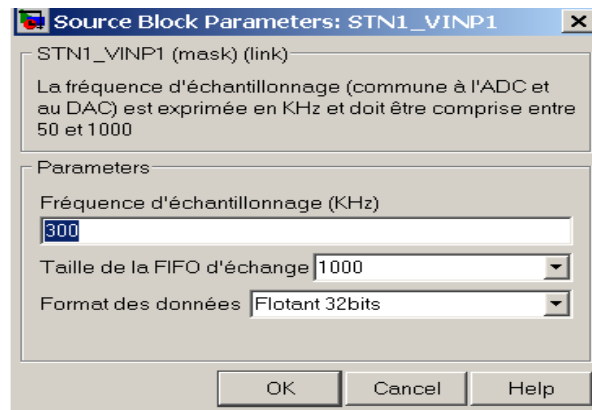 Source Block Parameters: STN1_VINP1
STN1_VINP1 (mask) (link)
La fréquence d'échantillonnage (commune à l'ADC et
au DAC) est exprimée en KHz et doit être comprise entre
50 et 1000
Parameters
Fréquence d'échantillonnage (KHz)
300
Taille de la FIFO d'échange 1000
Format des données Flotant 32bits
OK Cancel Help